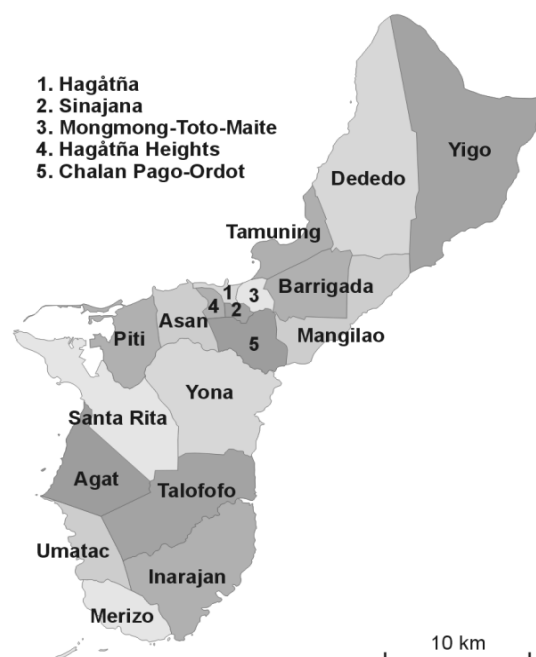 1. Hagåtña
2. Sinajana
3. Mongmong-Toto-Maite
4. Hagåtña Heights
5. Chalan Pago-Ordot
Yigo
Dededo
Tamuning
Barrigada
1
3
4
2
Asan
Piti
Mangilao
5
Yona
Santa Rita
Agat
Talofofo
Umatac
Inarajan
Merizo
10 km